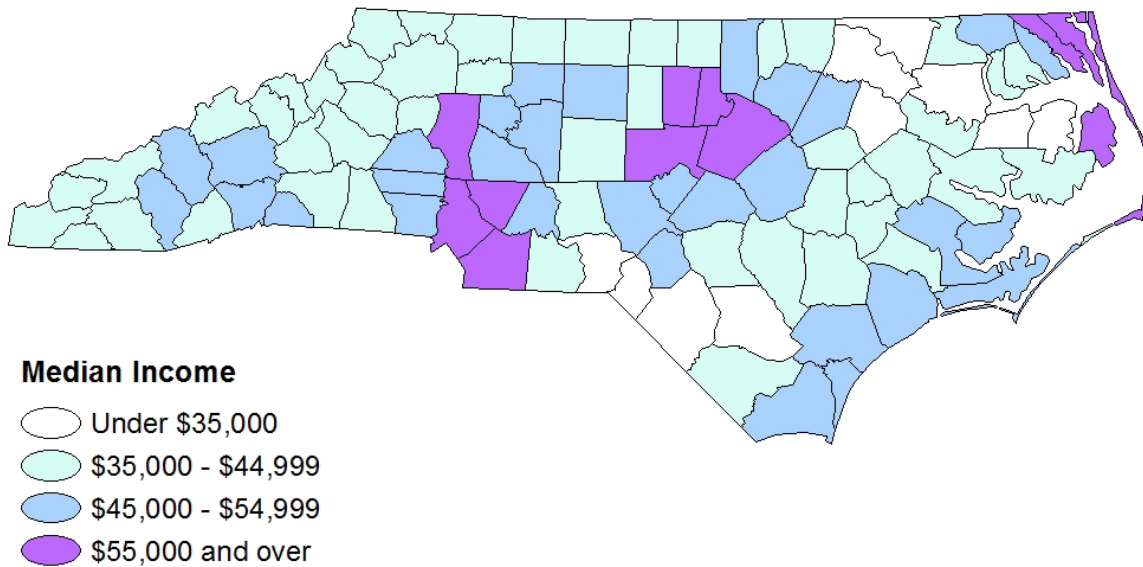 Median Income
Under $35,000
$35,000 - $44,999
$45,000 - $54,999
$55,000 and over